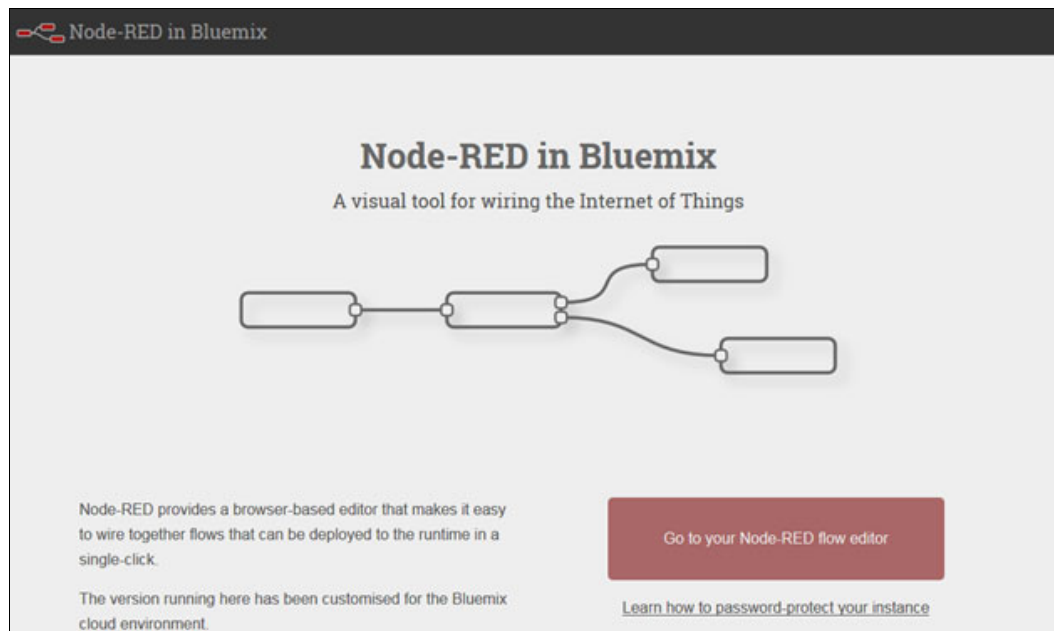 Node-RED in Bluemix
Node-RED in Bluemix
A visual tool for wiring the Internet of Things
Node-RED provides a browser-based editor that makes it easy
to wire together flows that can be deployed to the runtime in a
single-click.
The version running here has been customised for the Bluemix
cloud environment.
Go to your Node-RED flow editor
Learn how to password-protect your instance